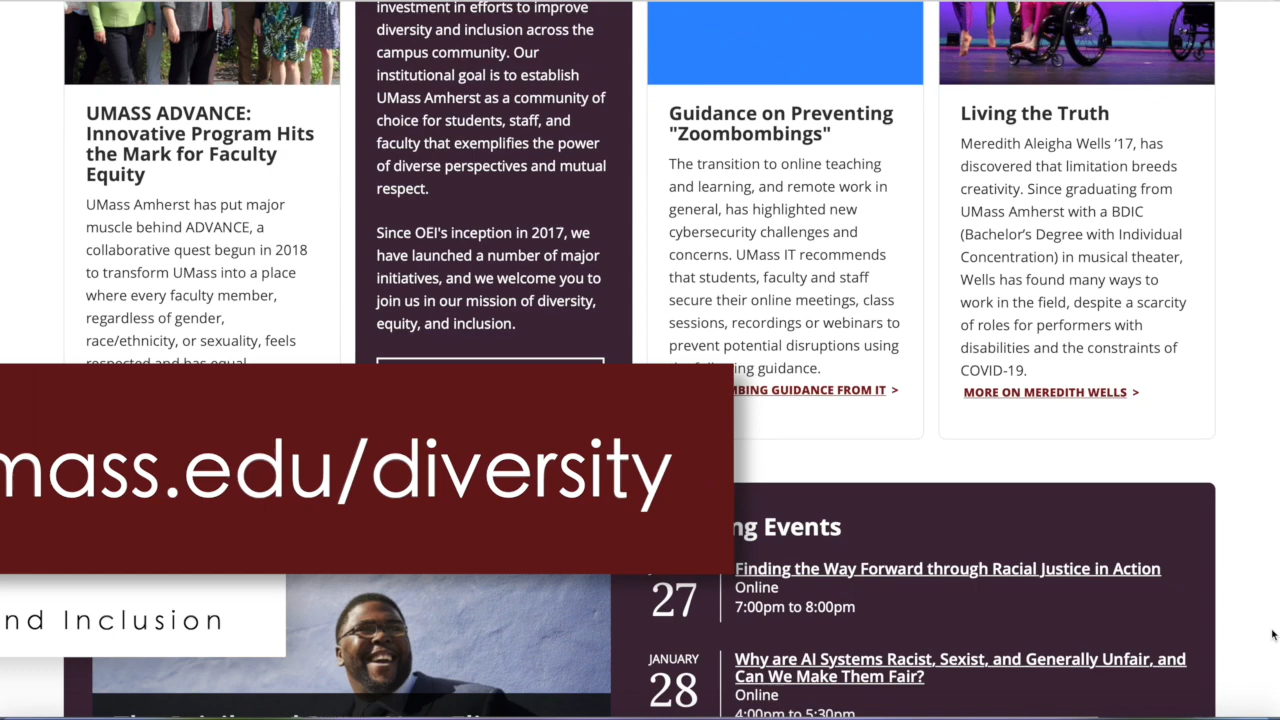 UMASS ADVANCE:
Innovative Program Hits
the Mark for Faculty
Equity
UMass Amherst has put major
muscle behind ADVANCE, a
collaborative quest begun in 2018
to transform UMass into a place
where every faculty member,
regardless of gender,
race/ethnicity, or sexuality, feels
respected and has equal
investment in efforts to improve
diversity and inclusion across the
campus community. Our
institutional goal is to establish
UMass Amherst as a community of
choice for students, staff, and
faculty that exemplifies the power
of diverse perspectives and mutual
respect.
Since OEI's inception in 2017, we
have launched a number of major
initiatives, and we welcome you to
join us in our mission of diversity,
equity, and inclusion.
Guidance on Preventing
"Zoombombings"
The transition to online teaching
and learning, and remote work in
general, has highlighted new
cybersecurity challenges and
concerns. UMass IT recommends
that students, faculty and staff
secure their online meetings, class
sessions, recordings or webinars to
prevent potential disruptions using
ing guidance.
MBING GUIDANCE FROM IT >
Living the Truth
Meredith Aleigha Wells '17, has
discovered that limitation breeds
creativity. Since graduating from
UMass Amherst with a BDIC
(Bachelor's Degree with Individual
Concentration) in musical theater,
Wells has found many ways to
work in the field, despite a scarcity
of roles for performers with
disabilities and the constraints of
COVID-19.
MORE ON MEREDITH WELLS >
mass.edu/diversity
nd Inclusion
ng Events
27
Finding the Way Forward through Racial Justice in Action
Online
7:00pm to 8:00pm
JANUARY
28
Why are AI Systems Racist, Sexist, and Generally Unfair, and
Can We Make Them Fair?
Online
4:00pm to 5:30pm